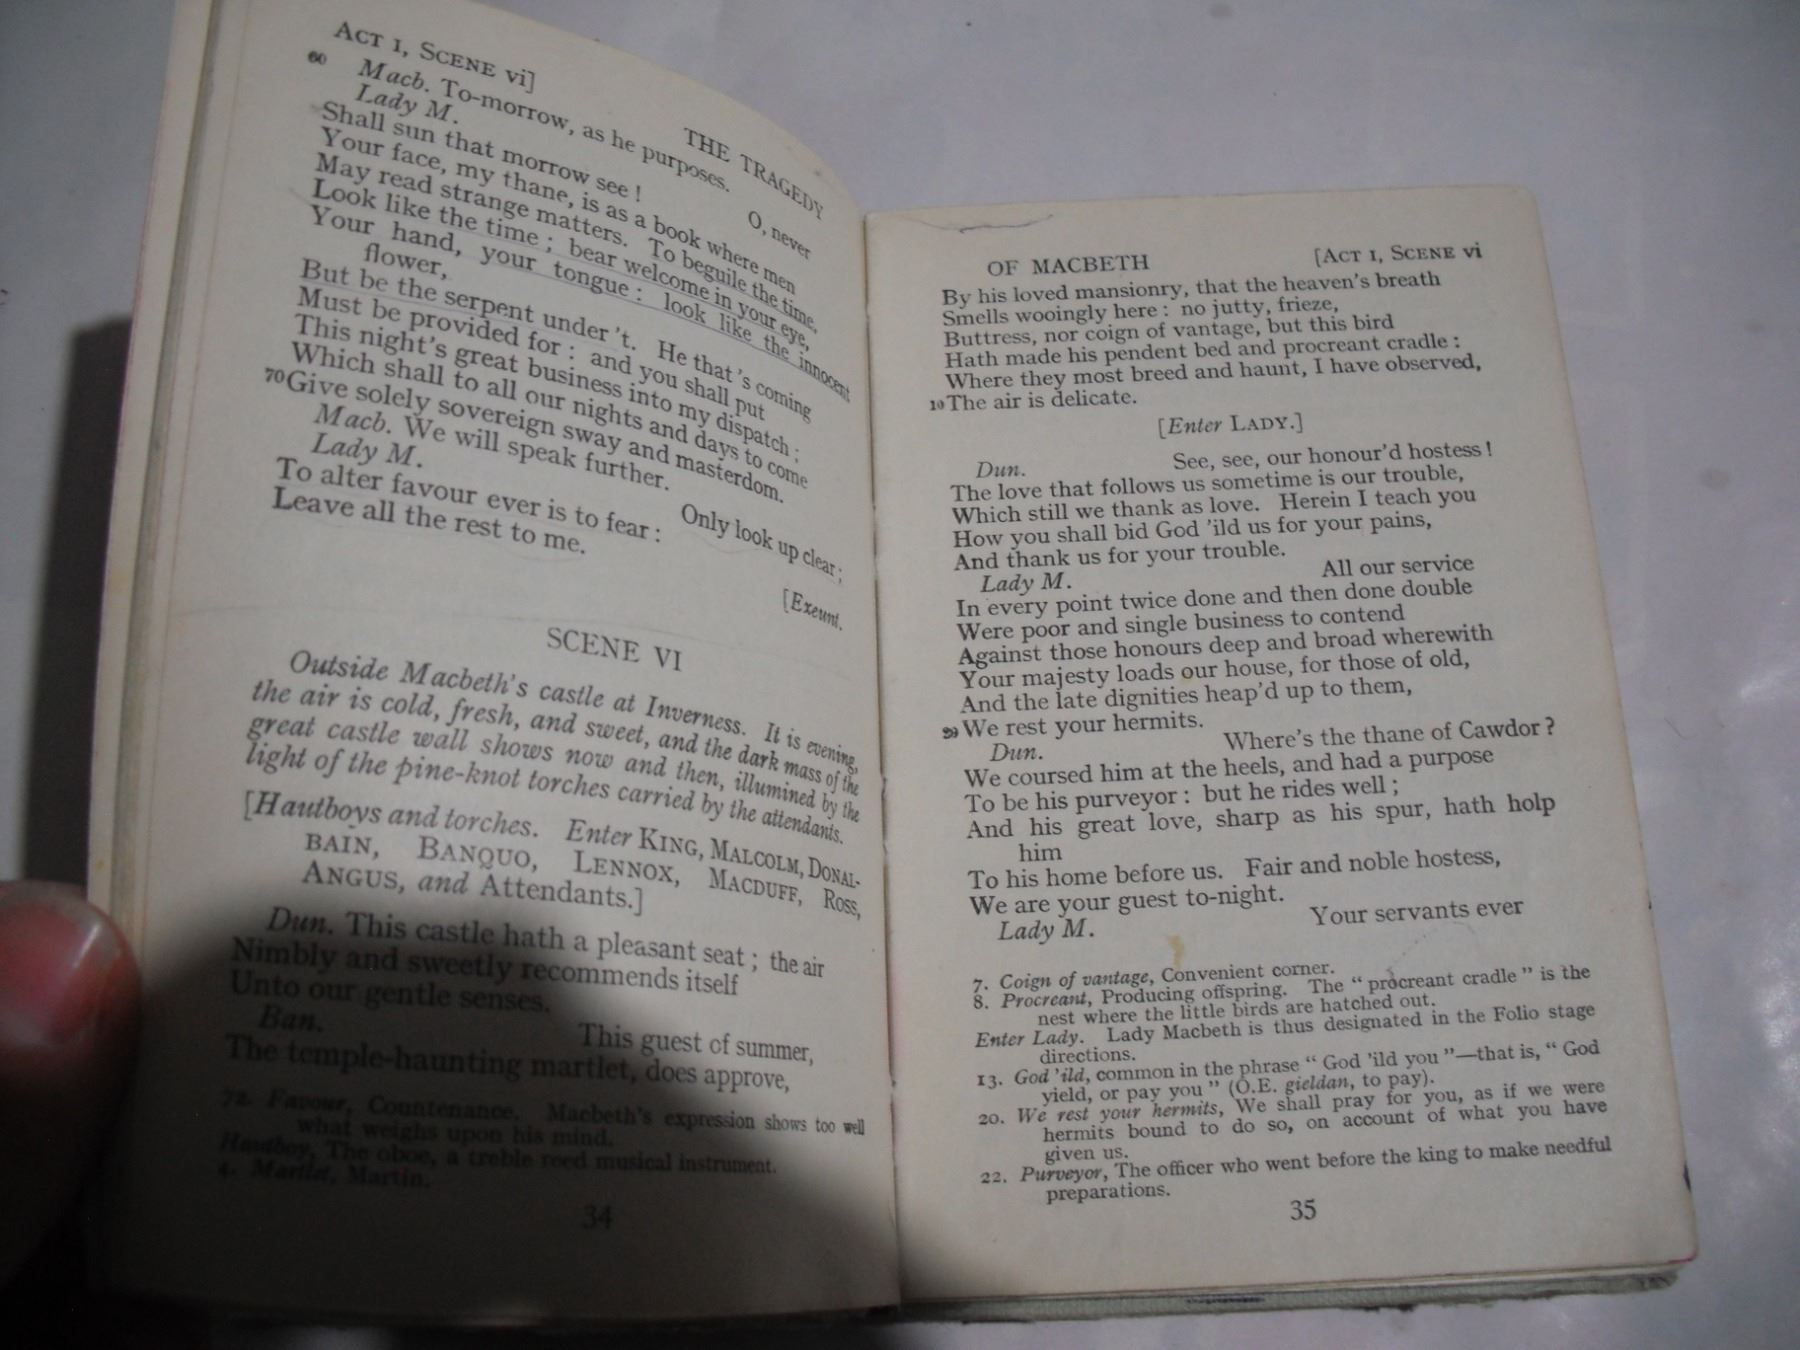 ACT I, SCENE vi]
THE TRAGEDY
60 Macb. To-morrow, as he purposes.
Lady M. O, never
Shall sun that morrow see !
Your face, my thane, is as a book where men
May read strange matters. To beguile the time,
Look like the time ; bear welcome in your eye,
Your hand, your tongue : look like the innocent
flower,
But be the serpent under 't. He that 's coming
Must be provided for : and you shall put
This night's great business into my dispatch ;
Which shall to all our nights and days to come
70 Give solely sovereign sway and masterdom.
Macb. We will speak further.
Lady M. Only look up clear ;
To alter favour ever is to fear :
Leave all the rest to me.
[Exeunt.
SCENE VI
Outside Macbeth's castle at Inverness. It is evening,
the air is cold, fresh, and sweet, and the dark mass of the
great castle wall shows now and then, illumined by the
light of the pine-knot torches carried by the attendants.
[Hautboys and torches. Enter KING, MALCOLM, DONAL-
BAIN, BANQUO, LENNOX, MACDUFF, ROSS,
ANGUS, and Attendants.]
Dun. This castle hath a pleasant seat ; the air
Nimbly and sweetly recommends itself
Unto our gentle senses.
Ban. This guest of summer,
The temple-haunting martlet, does approve,
72. Favour, Countenance. Macbeth's expression shows too well
what weighs upon his mind.
Hautboy, The oboe, a treble reed musical instrument.
4. Martlet, Martin.
34
OF MACBETH [ACT I, SCENE vi
By his loved mansionry, that the heaven's breath
Smells wooingly here : no jutty, frieze,
Buttress, nor coign of vantage, but this bird
Hath made his pendent bed and procreant cradle :
Where they most breed and haunt, I have observed,
10 The air is delicate.
[Enter LADY.]
Dun. See, see, our honour'd hostess !
The love that follows us sometime is our trouble,
Which still we thank as love. Herein I teach you
How you shall bid God 'ild us for your pains,
And thank us for your trouble.
Lady M. All our service
In every point twice done and then done double
Were poor and single business to contend
Against those honours deep and broad wherewith
Your majesty loads our house, for those of old,
And the late dignities heap'd up to them,
20 We rest your hermits.
Dun. Where's the thane of Cawdor ?
We coursed him at the heels, and had a purpose
To be his purveyor : but he rides well ;
And his great love, sharp as his spur, hath holp
him
To his home before us. Fair and noble hostess,
We are your guest to-night.
Lady M. Your servants ever
7. Coign of vantage, Convenient corner.
8. Procreant, Producing offspring. The " procreant cradle " is the
nest where the little birds are hatched out.
Enter Lady. Lady Macbeth is thus designated in the Folio stage
directions.
13. God 'ild, common in the phrase " God 'ild you "—that is, " God
yield, or pay you " (O.E. gieldan, to pay).
20. We rest your hermits, We shall pray for you, as if we were
hermits bound to do so, on account of what you have
given us.
22. Purveyor, The officer who went before the king to make needful
preparations.
35